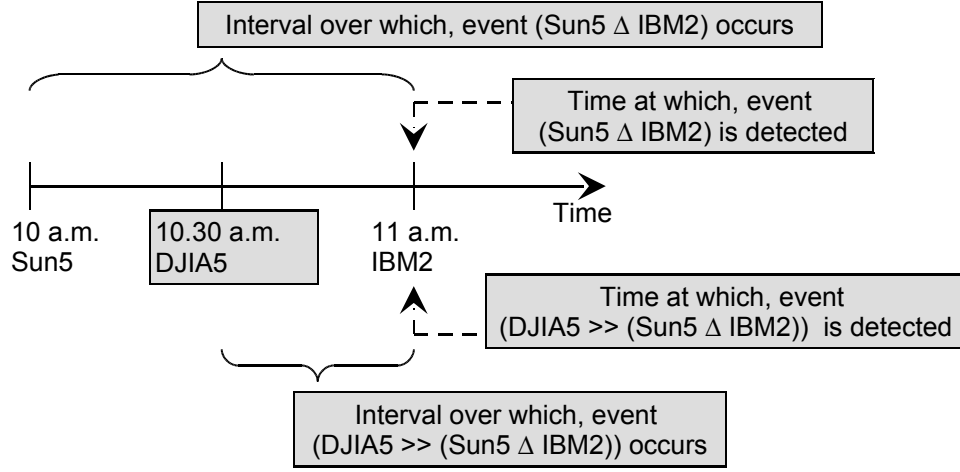 Interval over which, event (Sun5 Δ IBM2) occurs
Time at which, event
(Sun5 Δ IBM2) is detected
Time
10 a.m.
Sun5
10.30 a.m.
DJIA5
11 a.m.
IBM2
Time at which, event
(DJIA5 >> (Sun5 Δ IBM2)) is detected
Interval over which, event
(DJIA5 >> (Sun5 Δ IBM2)) occurs